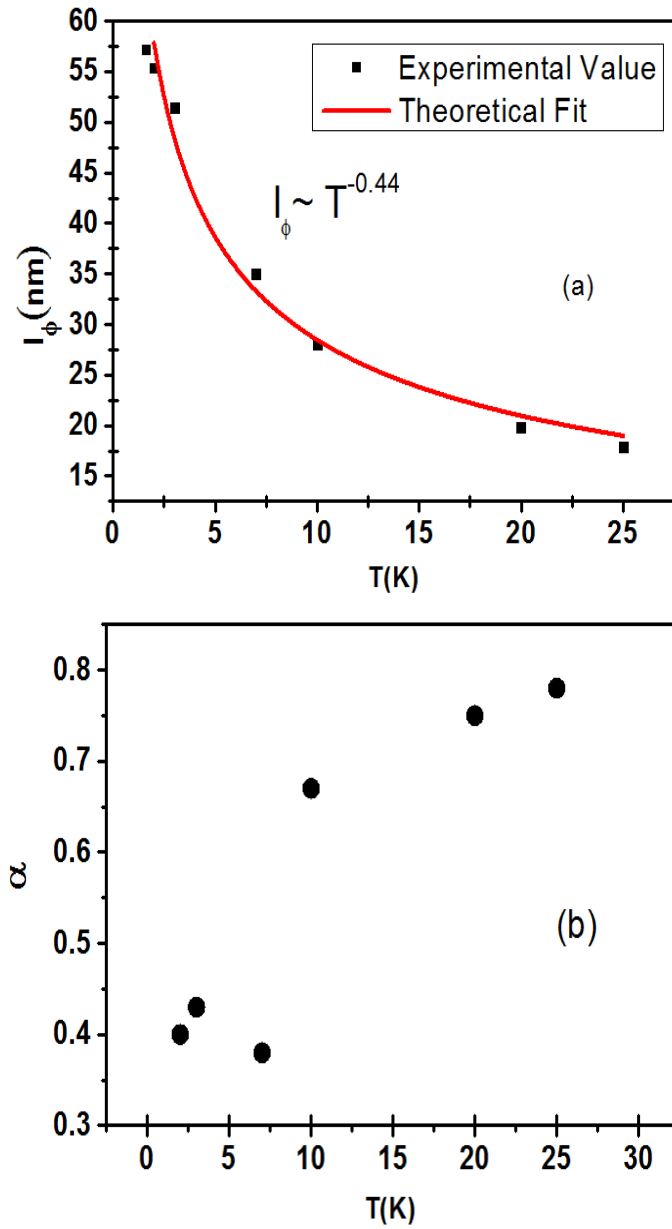 60
55
50
45
40
35
30
25
20
15
lϕ(nm)
Experimental Value
Theoretical Fit
lϕ~ T-0.44
(a)
0 5 10 15 20 25
T(K)
0.8
0.7
0.6
0.5
0.4
0.3
α
(b)
0 5 10 15 20 25 30
T(K)